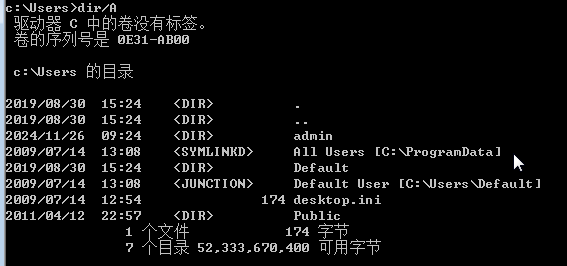 c:\Users>dir/A
驱动器 C 中的卷没有标签。
卷的序列号是 0E31-AB00
c:\Users 的目录
2019/08/30  15:24    <DIR>          .
2019/08/30  15:24    <DIR>          ..
2024/11/26  09:24    <DIR>          admin
2009/07/14  13:08    <SYMLINKD>     All Users [C:\ProgramData]
2019/08/30  15:24    <DIR>          Default
2009/07/14  13:08    <JUNCTION>     Default User [C:\Users\Default]
2009/07/14  12:54               174 desktop.ini
2011/04/12  22:57    <DIR>          Public
1 个文件            174 字节
7 个目录 52,333,670,400 可用字节